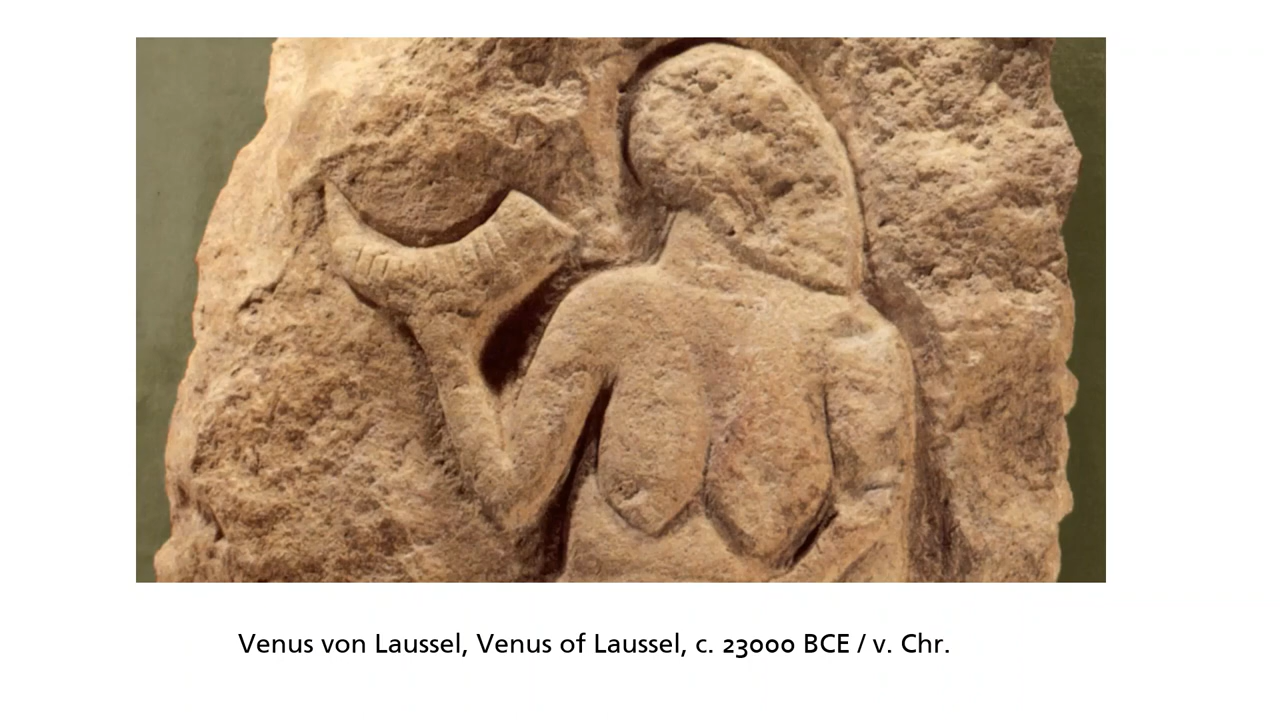 Venus von Laussel, Venus of Laussel, c. 23000 BCE / v. Chr.